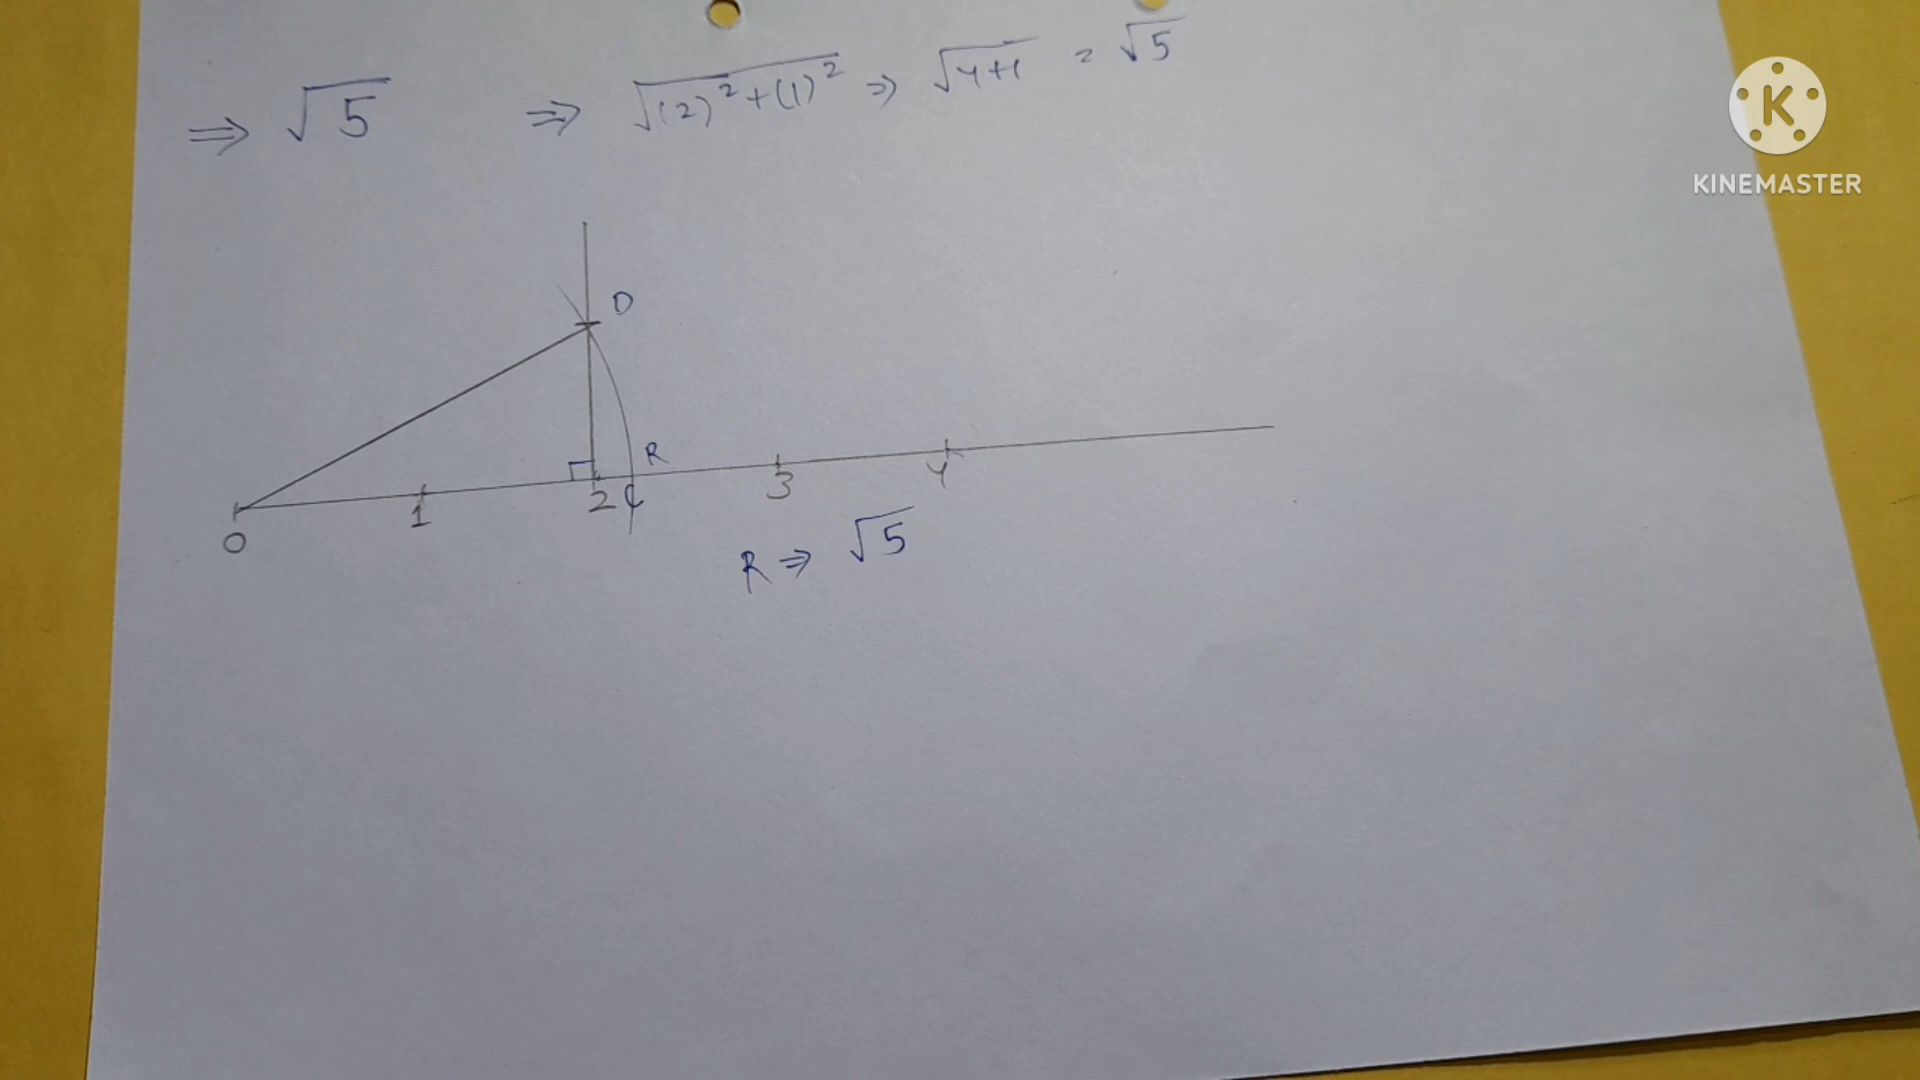 ⇒ √5 ⇒ √(2)²+(1)² ⇒ √4+1 = √5
KINEMASTER
D
R
0 1 2 C 3 4
R ⇒ √5